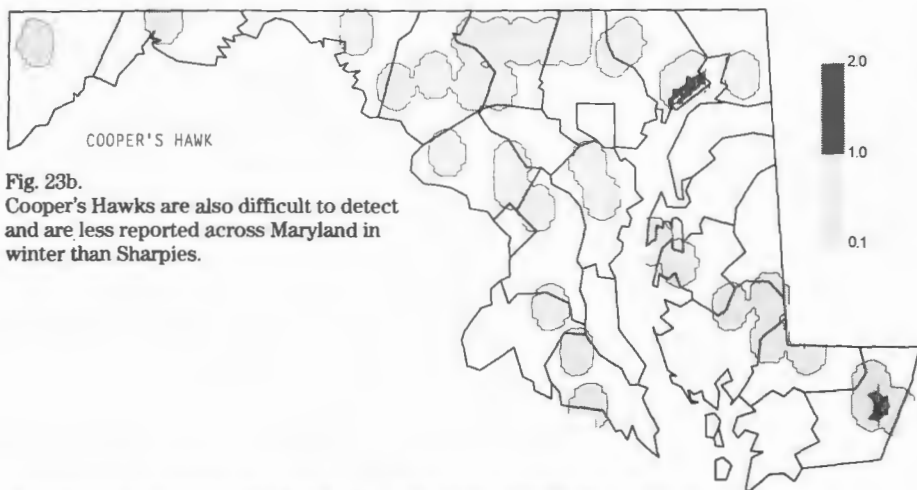 COOPER'S HAWK
Fig. 23b.
Cooper's Hawks are also difficult to detect
and are less reported across Maryland in
winter than Sharpies.
2.0
1.0
0.1